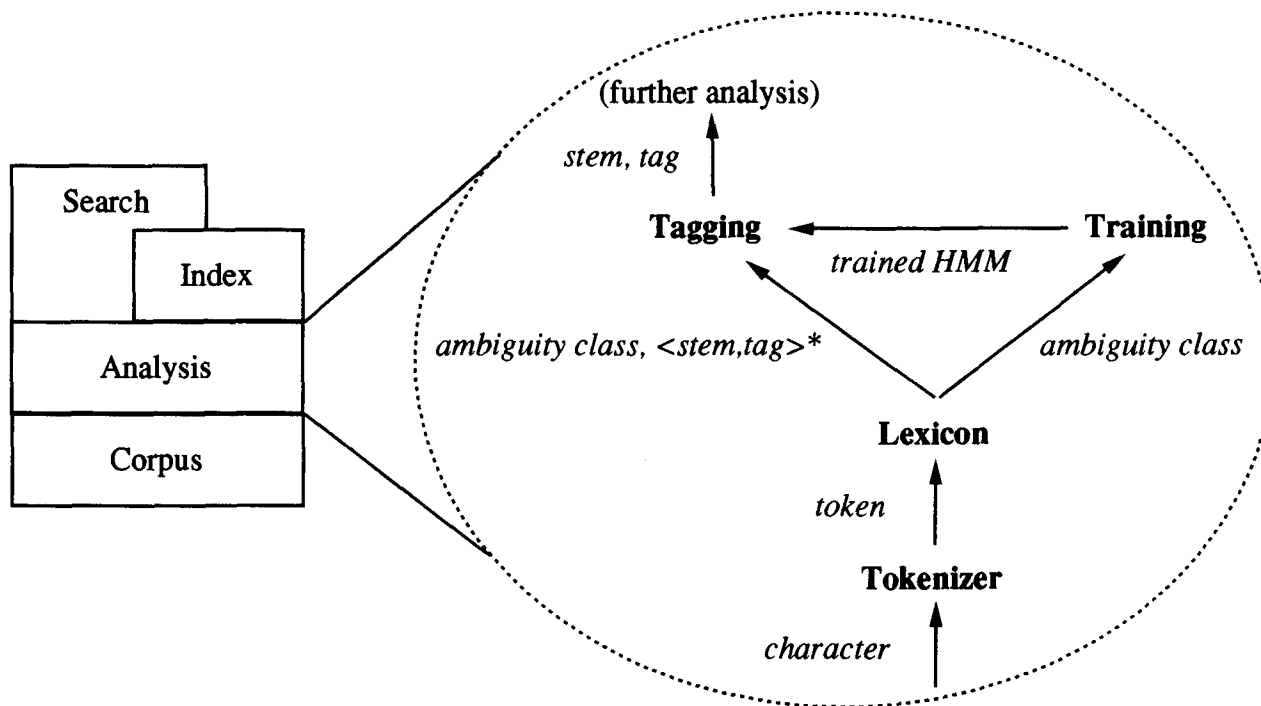 (further analysis)
stem, tag
Search
Tagging
Training
trained HMM
Index
ambiguity class, <stem,tag>*
ambiguity class
Analysis
Lexicon
Corpus
token
Tokenizer
character